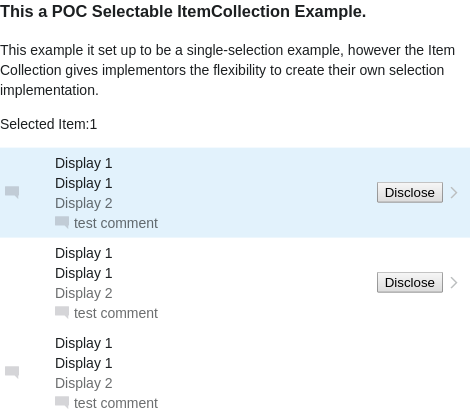 This a POC Selectable ItemCollection Example.
This example it set up to be a single-selection example, however the Item
Collection gives implementors the flexibility to create their own selection
implementation.
Selected Item:1
Display 1
Display 1
Display 2
test comment
Disclose
Display 1
Display 1
Display 2
test comment
Disclose
Display 1
Display 1
Display 2
test comment